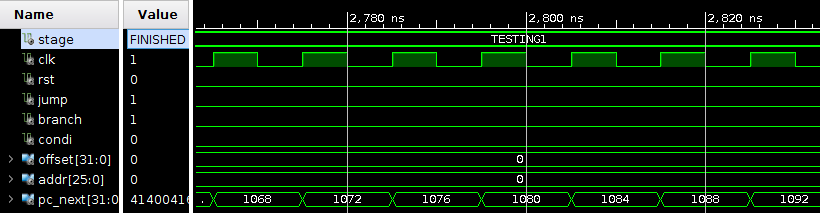 Name Value
2,780 ns 2,800 ns 2,820 ns
stage FINISHED TESTING1
clk 1
rst 0
jump 1
branch 1
condi 0
offset[31:0] 0 0
addr[25:0] 0 0
pc_next[31:0 41400416 . 1068 1072 1076 1080 1084 1088 1092